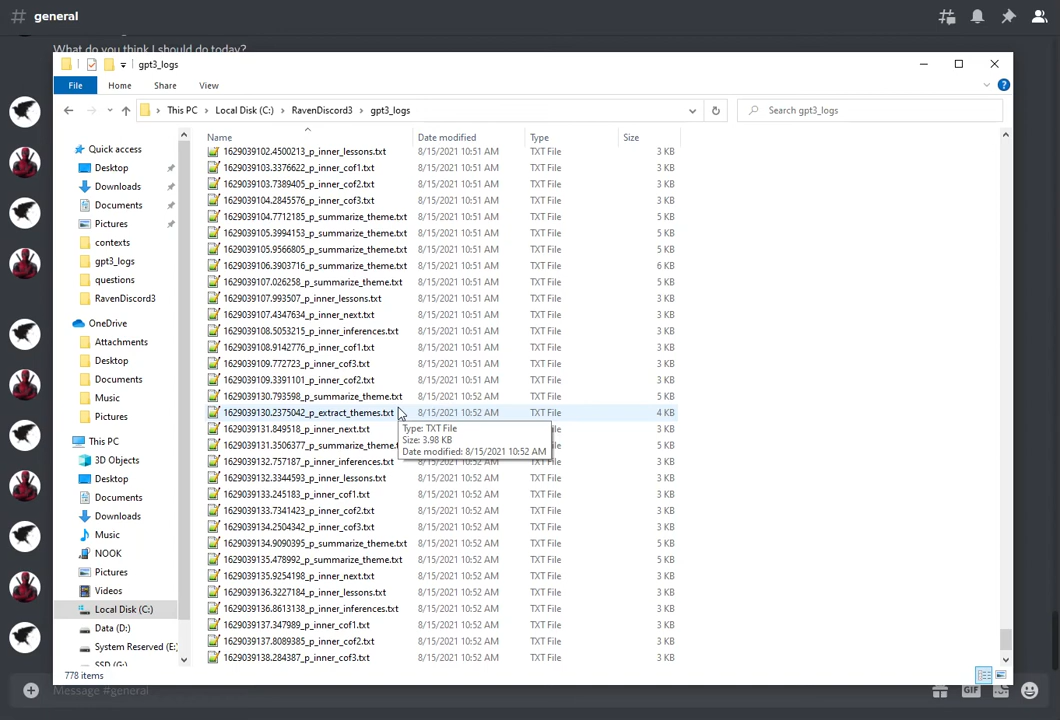 general
What do you think I should do today?
gpt3_logs
File Home Share View
This PC Local Disk (C:) RavenDiscord3 gpt3_logs
Search gpt3_logs
Quick access
Desktop
Downloads
Documents
Pictures
contexts
gpt3_logs
questions
RavenDiscord3
OneDrive
Attachments
Desktop
Documents
Music
Pictures
This PC
3D Objects
Desktop
Documents
Downloads
Music
NOOK
Pictures
Videos
Local Disk (C:)
Data (D:)
System Reserved (E:
SSD (G:)
Name Date modified Type Size
1629039102.4500213_p_inner_lessons.txt 8/15/2021 10:51 AM TXT File 3 KB
1629039103.3376622_p_inner_cof1.txt 8/15/2021 10:51 AM TXT File 3 KB
1629039103.7389405_p_inner_cof2.txt 8/15/2021 10:51 AM TXT File 3 KB
1629039104.2845576_p_inner_cof3.txt 8/15/2021 10:51 AM TXT File 3 KB
1629039104.7712185_p_summarize_theme.txt 8/15/2021 10:51 AM TXT File 5 KB
1629039105.3994153_p_summarize_theme.txt 8/15/2021 10:51 AM TXT File 5 KB
1629039105.9566805_p_summarize_theme.txt 8/15/2021 10:51 AM TXT File 5 KB
1629039106.3903716_p_summarize_theme.txt 8/15/2021 10:51 AM TXT File 6 KB
1629039107.026258_p_summarize_theme.txt 8/15/2021 10:51 AM TXT File 5 KB
1629039107.993507_p_inner_lessons.txt 8/15/2021 10:51 AM TXT File 3 KB
1629039107.4347634_p_inner_next.txt 8/15/2021 10:51 AM TXT File 3 KB
1629039108.5053215_p_inner_inferences.txt 8/15/2021 10:51 AM TXT File 3 KB
1629039108.9142776_p_inner_cof1.txt 8/15/2021 10:51 AM TXT File 3 KB
1629039109.772723_p_inner_cof3.txt 8/15/2021 10:51 AM TXT File 3 KB
1629039109.3391101_p_inner_cof2.txt 8/15/2021 10:51 AM TXT File 3 KB
1629039130.793598_p_summarize_theme.txt 8/15/2021 10:52 AM TXT File 5 KB
1629039130.2375042_p_extract_themes.txt 8/15/2021 10:52 AM TXT File 4 KB
1629039131.849518_p_inner_next.txt TXT File 3 KB
1629039131.3506377_p_summarize_theme.t TXT File 5 KB
1629039132.757187_p_inner_inferences.txt 8/15/2021 10:52 AM TXT File 3 KB
1629039132.3344593_p_inner_lessons.txt 8/15/2021 10:52 AM TXT File 3 KB
1629039133.245183_p_inner_cof1.txt 8/15/2021 10:52 AM TXT File 3 KB
1629039133.7341423_p_inner_cof2.txt 8/15/2021 10:52 AM TXT File 3 KB
1629039134.2504342_p_inner_cof3.txt 8/15/2021 10:52 AM TXT File 3 KB
1629039134.9090395_p_summarize_theme.txt 8/15/2021 10:52 AM TXT File 5 KB
1629039135.478992_p_summarize_theme.txt 8/15/2021 10:52 AM TXT File 5 KB
1629039135.9254198_p_inner_next.txt 8/15/2021 10:52 AM TXT File 3 KB
1629039136.3227184_p_inner_lessons.txt 8/15/2021 10:52 AM TXT File 3 KB
1629039136.8613138_p_inner_inferences.txt 8/15/2021 10:52 AM TXT File 3 KB
1629039137.347989_p_inner_cof1.txt 8/15/2021 10:52 AM TXT File 3 KB
1629039137.8089385_p_inner_cof2.txt 8/15/2021 10:52 AM TXT File 3 KB
1629039138.284387_p_inner_cof3.txt 8/15/2021 10:52 AM TXT File 3 KB
Type: TXT File
Size: 3.98 KB
Date modified: 8/15/2021 10:52 AM
778 items
Message #general
GIF